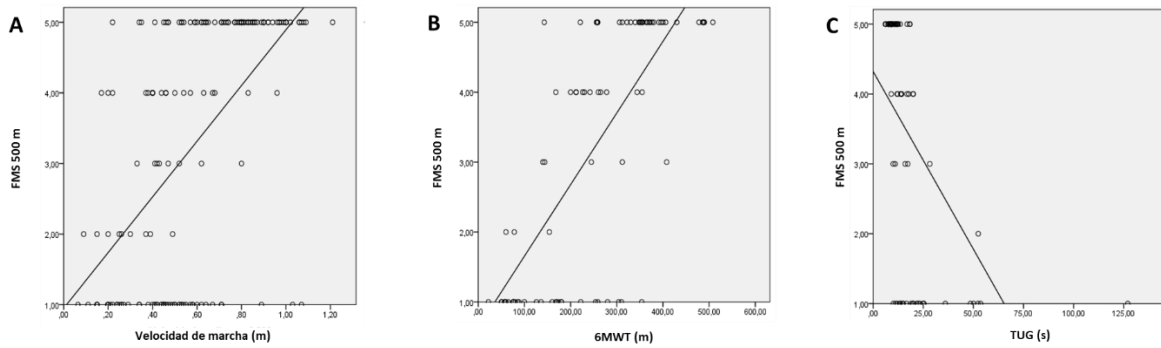 A
FMS 500 m
5,00
4,00
3,00
2,00
1,00
,00 ,20 ,40 ,60 ,80 1,00 1,20
Velocidad de marcha (m)
B
FMS 500 m
5,00
4,00
3,00
2,00
1,00
,00 100,00 200,00 300,00 400,00 500,00 600,00
6MWT (m)
C
FMS 500 m
5,00
4,00
3,00
2,00
1,00
,00 25,00 50,00 75,00 100,00 125,00
TUG (s)